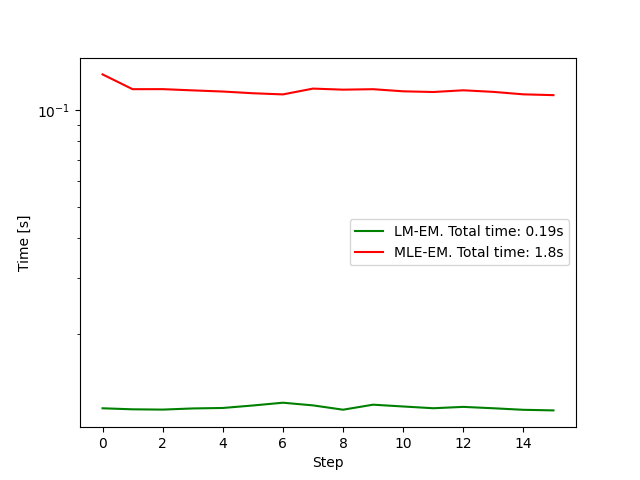 10⁻¹
Time [s]
LM-EM. Total time: 0.19s
MLE-EM. Total time: 1.8s
0 2 4 6 8 10 12 14
Step